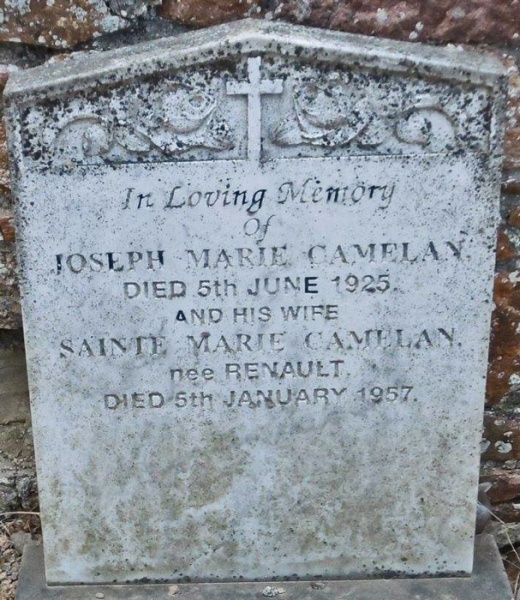 In Loving Memory
Of
JOSEPH MARIE CAMELAN.
DIED 5th JUNE 1925.
AND HIS WIFE
SAINTE MARIE CAMELAN.
nee RENAULT.
DIED 5th JANUARY 1957.